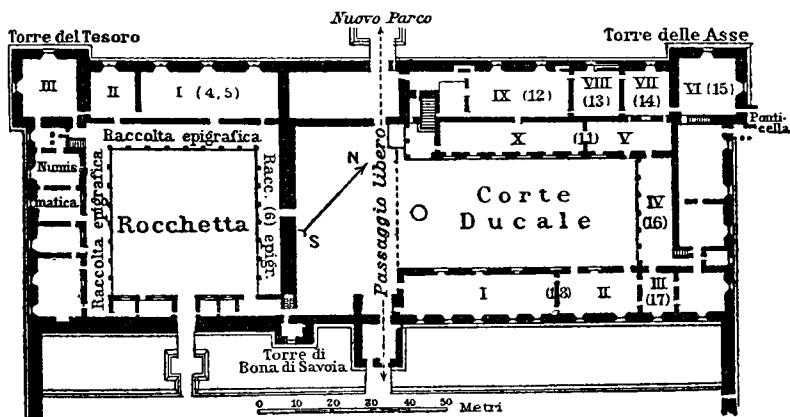 Nuovo Parco
Torre del Tesoro
Torre delle Asse
III
II
I (4,5)
IX (12)
VIII
(13)
VII
(14)
VI (15)
Ponti
cella
Raccolta epigrafica
X
(11)
V
Numis
matica
Raccolta epigrafica
Rocchetta
Racc. (6) epigr.
N
S
Passaggio libero
Corte
Ducale
IV
(16)
I
(18)
II
III
(17)
Torre di
Bona di Savoia
0 10 20 30 40 50
Metri